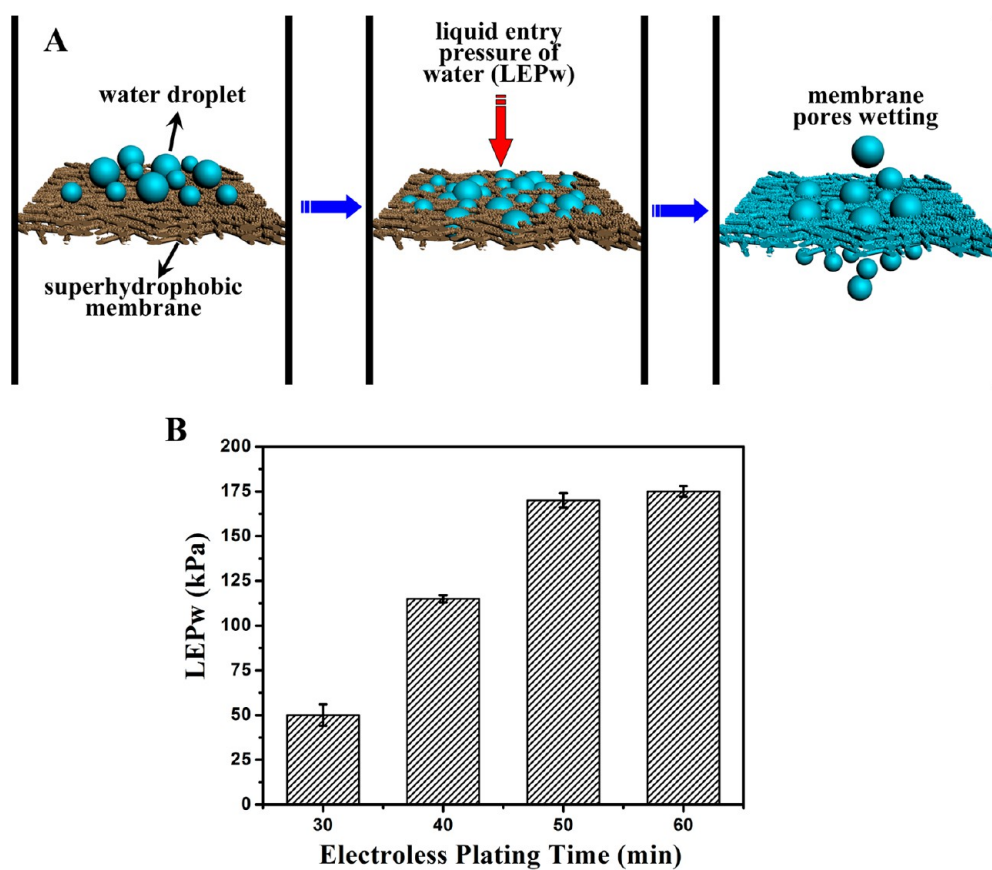 A
water droplet
superhydrophobic
membrane
liquid entry
pressure of
water (LEPw)
membrane
pores wetting
B
LEPw (kPa)
200
175
150
125
100
75
50
25
0
30 40 50 60
Electroless Plating Time (min)